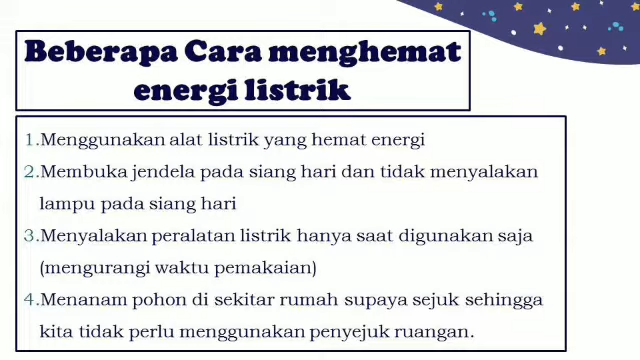 Beberapa Cara menghemat
energi listrik
1.Menggunakan alat listrik yang hemat energi
2.Membuka jendela pada siang hari dan tidak menyalakan
lampu pada siang hari
3.Menyalakan peralatan listrik hanya saat digunakan saja
(mengurangi waktu pemakaian)
4.Menanam pohon di sekitar rumah supaya sejuk sehingga
kita tidak perlu menggunakan penyejuk ruangan.